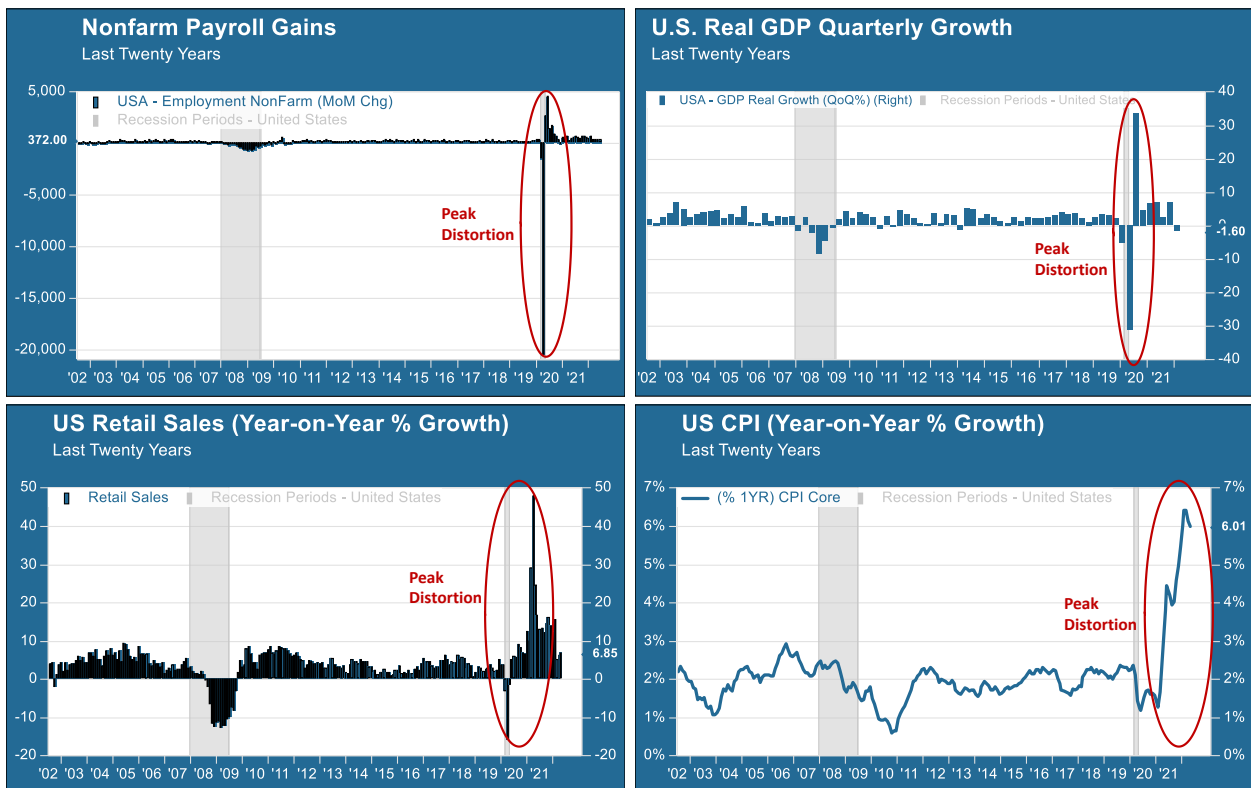 Nonfarm Payroll Gains
Last Twenty Years
USA - Employment NonFarm (MoM Chg)
Recession Periods - United States
5,000
372.00
-5,000
-10,000
-15,000
-20,000
Peak
Distortion
'02 '03 '04 '05 '06 '07 '08 '09 '10 '11 '12 '13 '14 '15 '16 '17 '18 '19 '20 '21
U.S. Real GDP Quarterly Growth
Last Twenty Years
USA - GDP Real Growth (QoQ%) (Right)
Recession Periods - United States
40
30
20
10
0
-1.60
-10
-20
-30
-40
Peak
Distortion
'02 '03 '04 '05 '06 '07 '08 '09 '10 '11 '12 '13 '14 '15 '16 '17 '18 '19 '20 '21
US Retail Sales (Year-on-Year % Growth)
Last Twenty Years
Retail Sales
Recession Periods - United States
50
40
30
20
10
0
-10
-20
50
40
30
20
10
6.85
0
-10
-20
Peak
Distortion
'02 '03 '04 '05 '06 '07 '08 '09 '10 '11 '12 '13 '14 '15 '16 '17 '18 '19 '20 '21
US CPI (Year-on-Year % Growth)
Last Twenty Years
(% 1YR) CPI Core
Recession Periods - United States
7%
6%
5%
4%
3%
2%
1%
0%
7%
6.01
5%
4%
3%
2%
1%
0%
Peak
Distortion
'02 '03 '04 '05 '06 '07 '08 '09 '10 '11 '12 '13 '14 '15 '16 '17 '18 '19 '20 '21